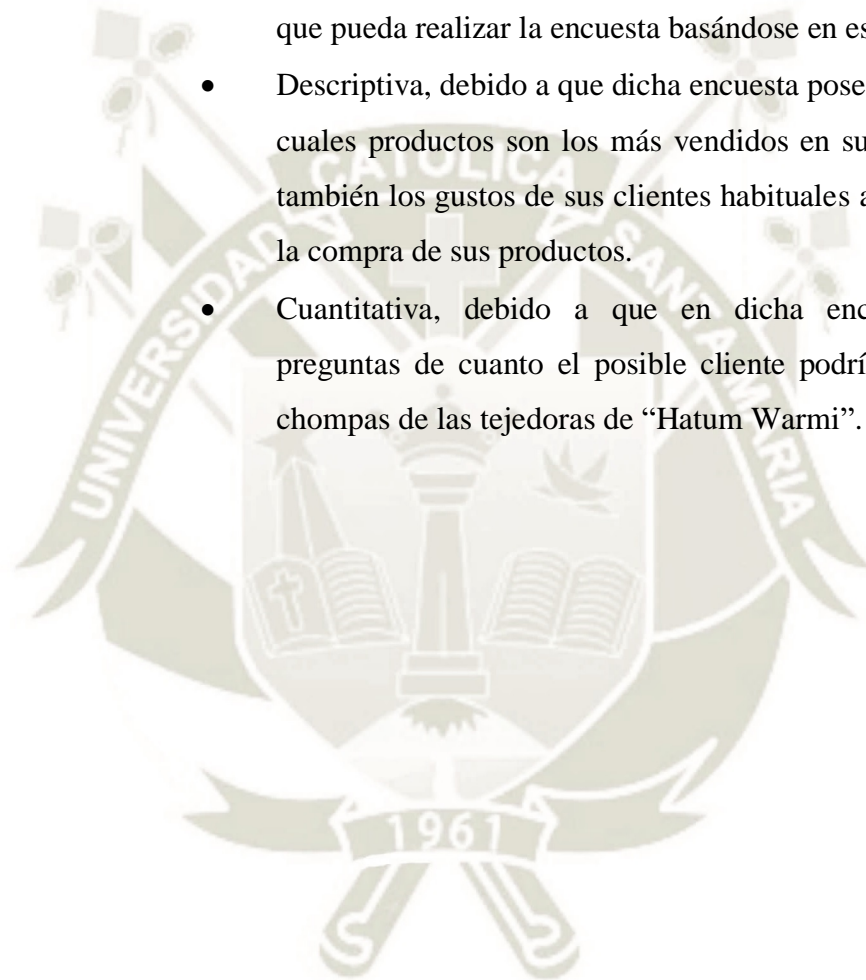 que pueda realizar la encuesta basándose en es
• Descriptiva, debido a que dicha encuesta pose
cuales productos son los más vendidos en su
también los gustos de sus clientes habituales a
la compra de sus productos.
• Cuantitativa, debido a que en dicha enc
preguntas de cuanto el posible cliente podrí
chompas de las tejedoras de “Hatum Warmi”.
UNIVERSIDAD CATOLICA SANTA MARIA
1961